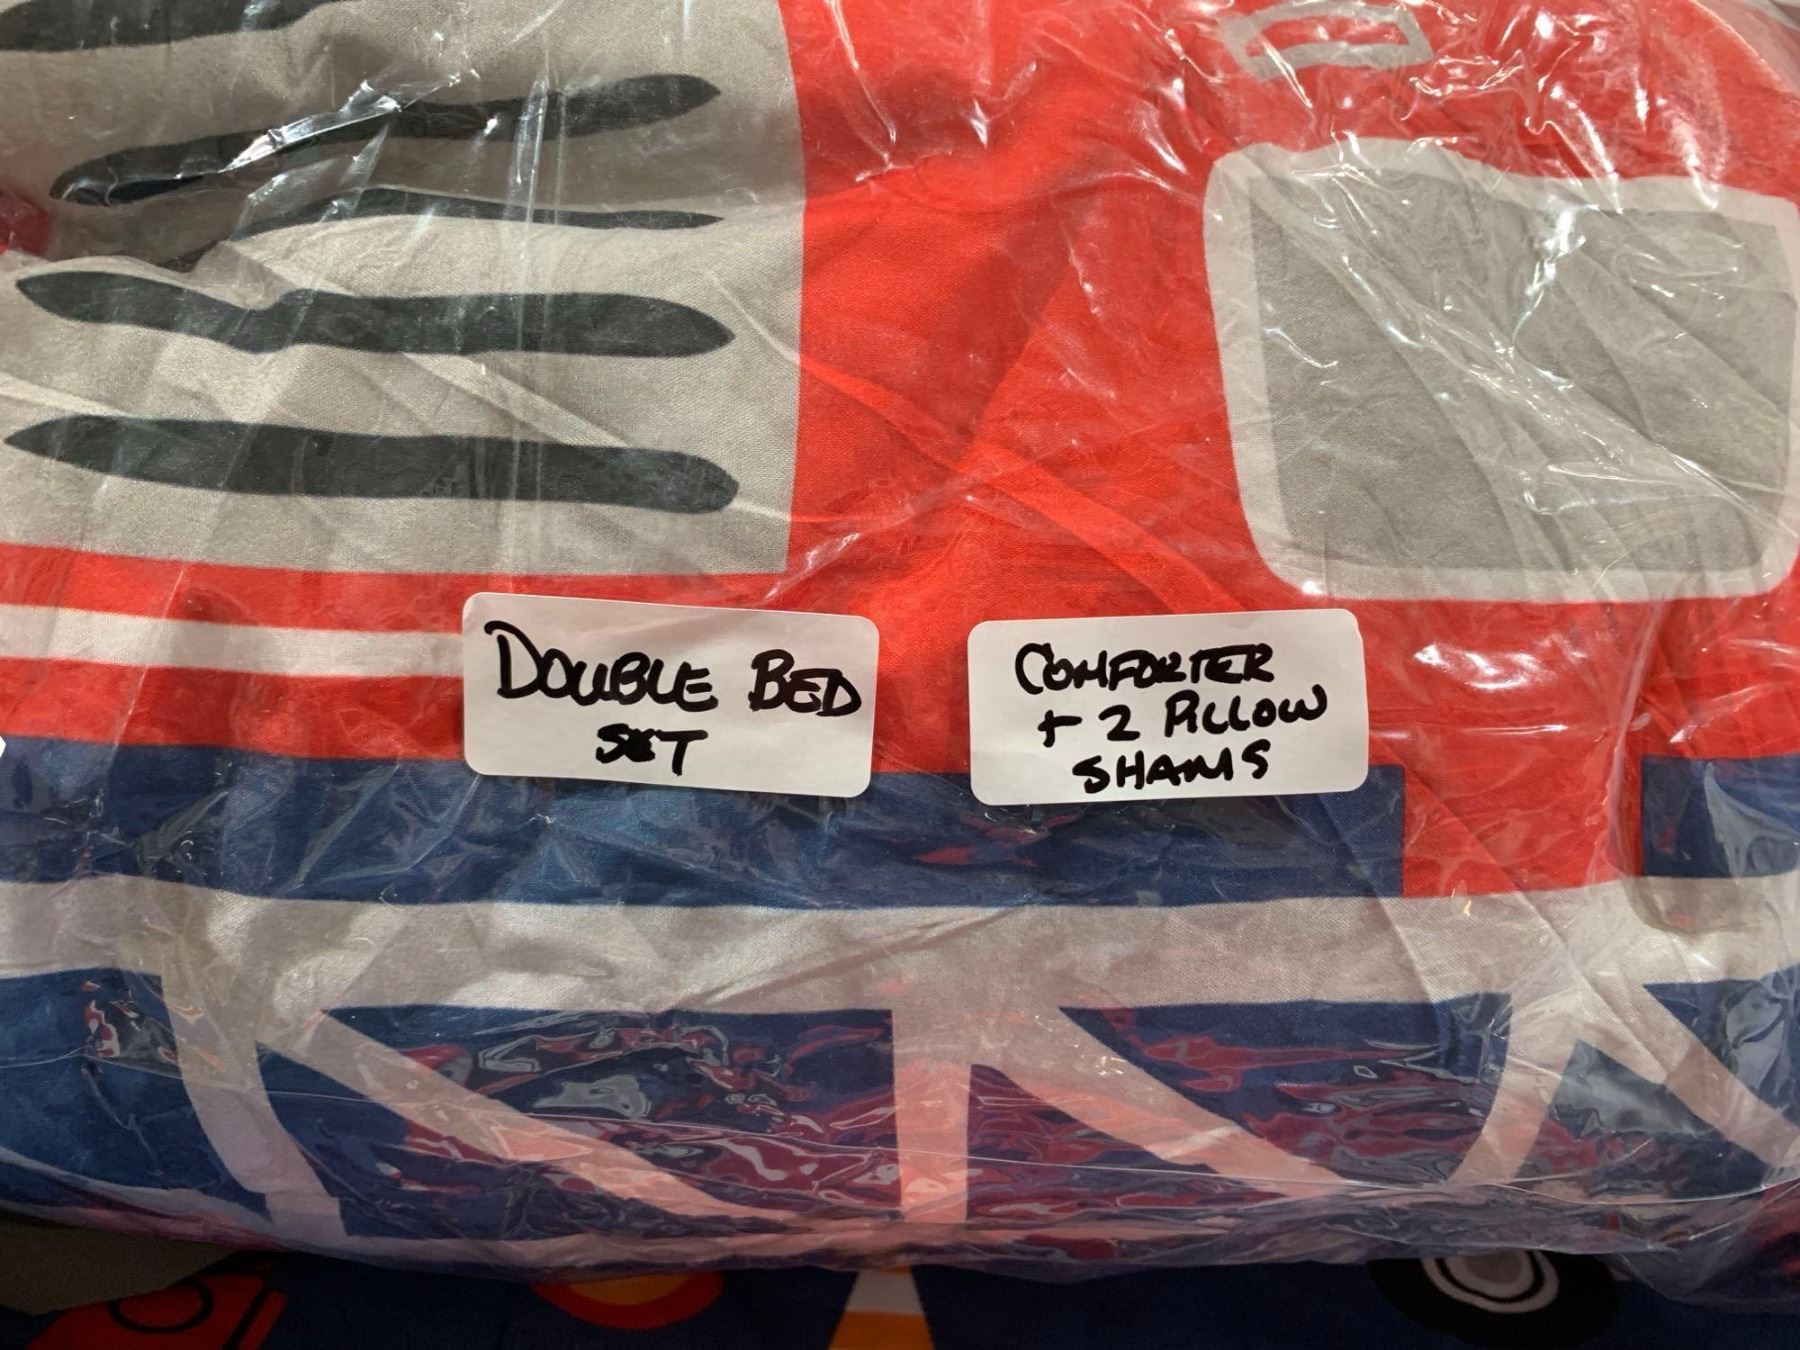 DOUBLE BED
SET
COMFORTER
+ 2 PILLOW
SHAMS